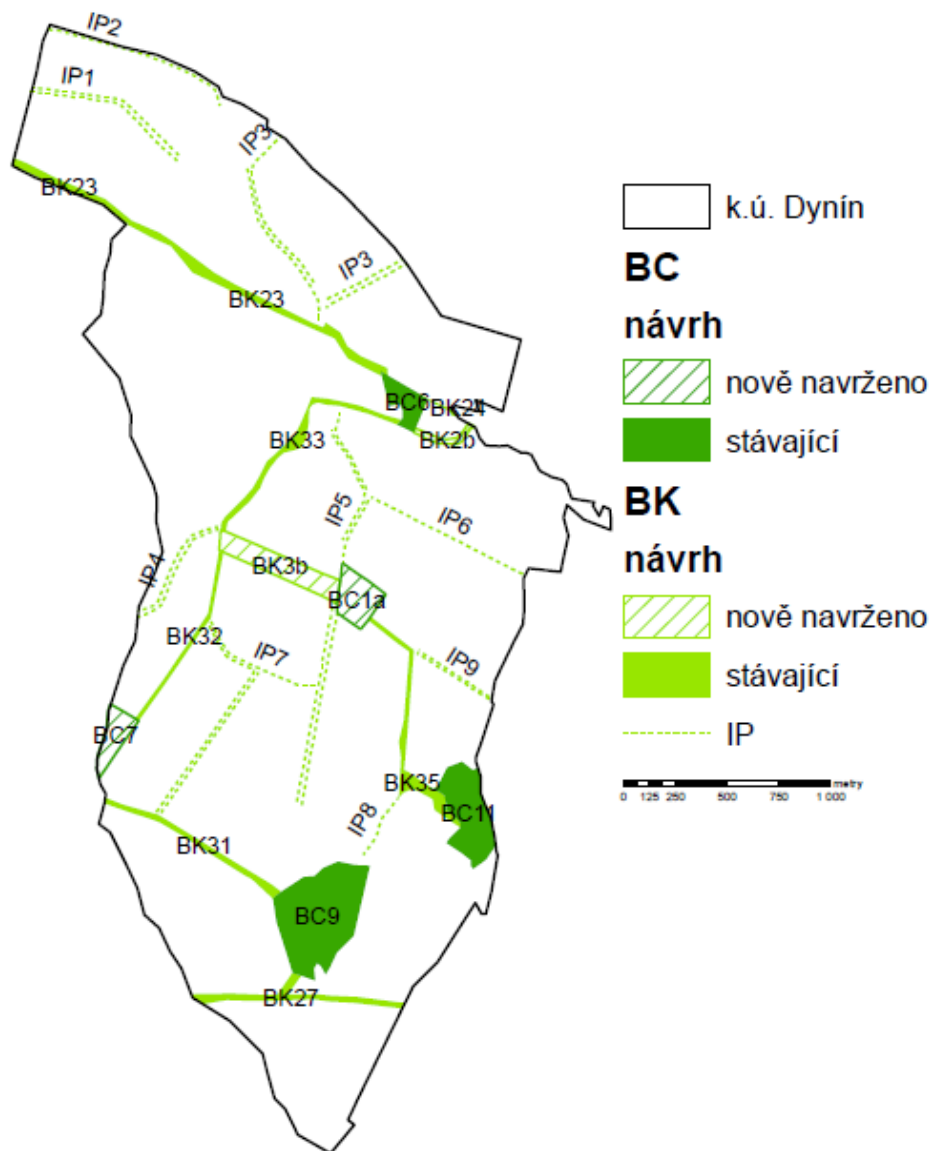 IP2
IP1
IP3
BK23
IP3
BK23
BC6
BK24
BK2b
BK33
IP5
IP6
IP4
BK3b
BC1a
BK32
IP7
IP9
BC7
BK35
BC11
IP8
BK31
BC9
BK27
k.ú. Dynín
BC
návrh
nově navrženo
stávající
BK
návrh
nově navrženo
stávající
IP
metry
0 125 250 500 750 1 000